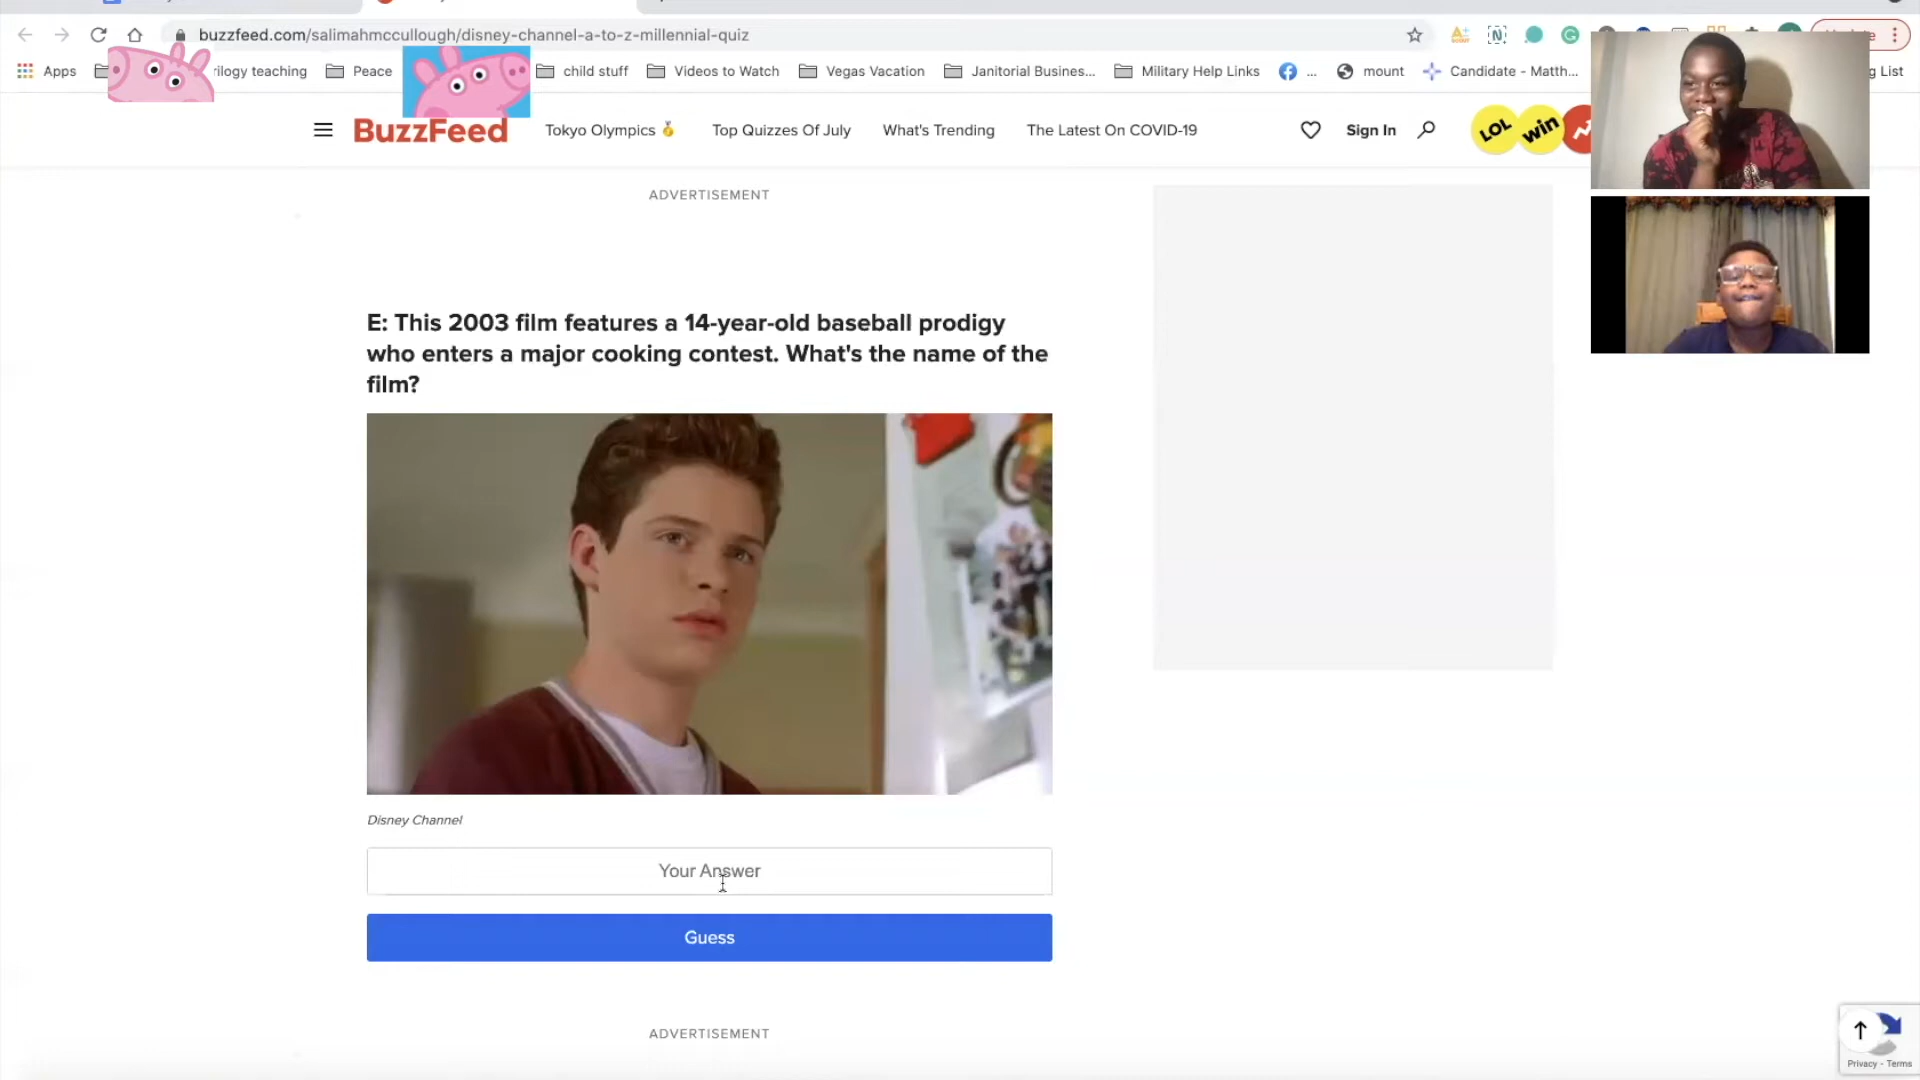 buzzfeed.com/salimahmccullough/disney-channel-a-to-z-millennial-quiz
Apps
rilogy teaching
Peace
child stuff
Videos to Watch
Vegas Vacation
Janitorial Busines...
Military Help Links
...
mount
Candidate - Matth...
g List
BuzzFeed
Tokyo Olympics
Top Quizzes Of July
What's Trending
The Latest On COVID-19
Sign In
LOL
win
ADVERTISEMENT
E: This 2003 film features a 14-year-old baseball prodigy
who enters a major cooking contest. What's the name of the
film?
Disney Channel
Your Answer
Guess
ADVERTISEMENT
Privacy - Terms